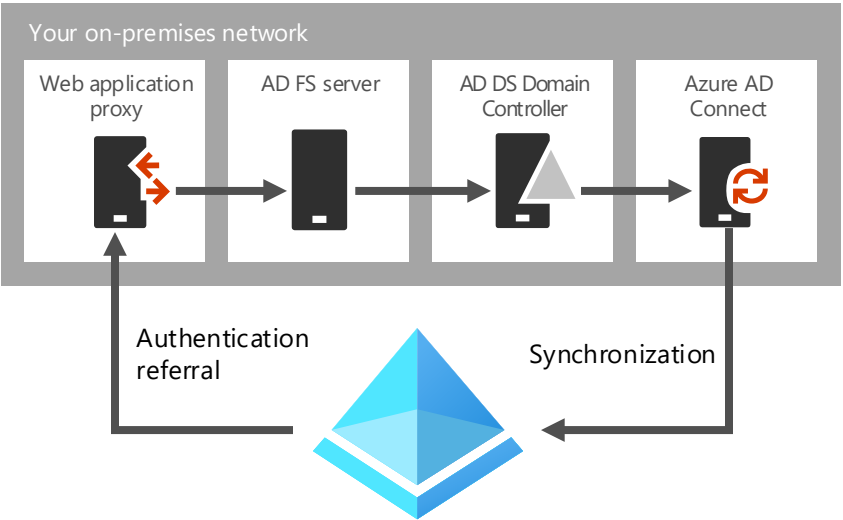 Your on-premises network
Web application
proxy
AD FS server
AD DS Domain
Controller
Azure AD
Connect
Authentication
referral
Synchronization